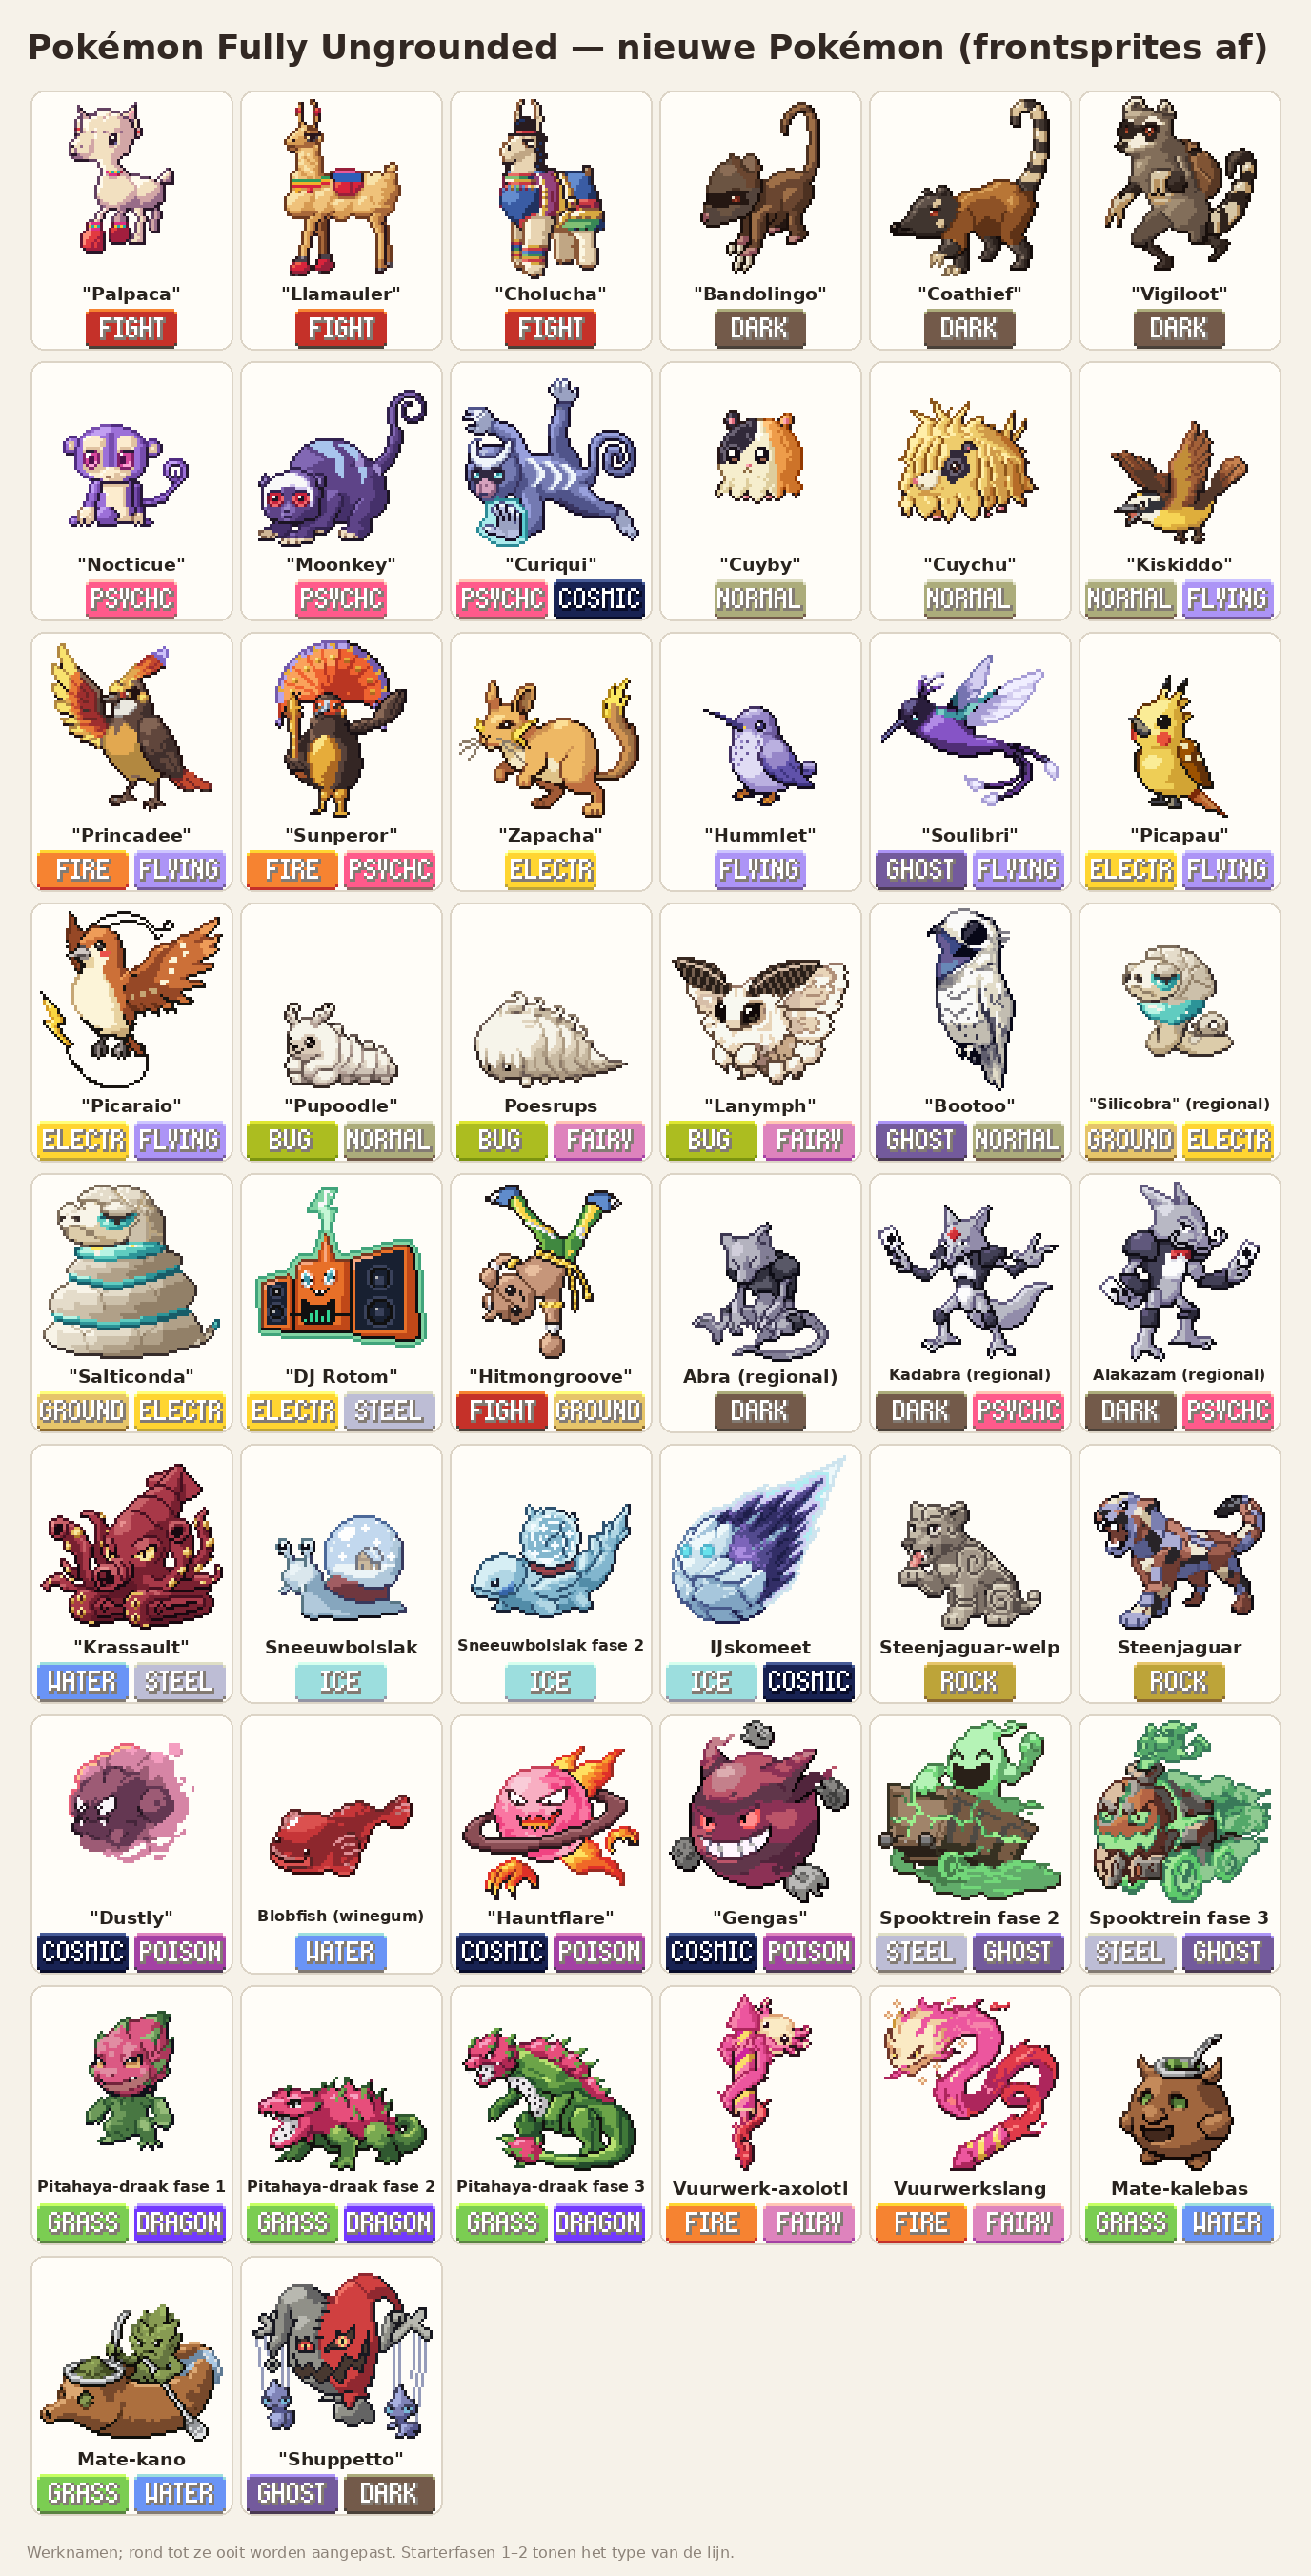 Pokémon Fully Ungrounded — nieuwe Pokémon (frontsprites af)
"Palpaca" "Llamauler" "Cholucha" "Bandolingo" "Coathief" "Vigiloot"
FIGHT FIGHT FIGHT DARK DARK DARK
"Nocticue" "Moonkey" "Curiqui" "Cuyby" "Cuychu" "Kiskiddo"
PSYCHC PSYCHC PSYCHC COSMIC NORMAL NORMAL NORMAL FLYING
"Princadee" "Sunperor" "Zapacha" "Hummlet" "Soulibri" "Picapau"
FIRE FLYING FIRE PSYCHC ELECTR FLYING GHOST FLYING ELECTR FLYING
"Picaraio" "Pupoodle" Poesrups "Lanymph" "Bootoo" "Silicobra" (regional)
ELECTR FLYING BUG NORMAL BUG FAIRY BUG FAIRY GHOST NORMAL GROUND ELECTR
"Salticonda" "DJ Rotom" "Hitmongroove" Abra (regional) Kadabra (regional) Alakazam (regional)
GROUND ELECTR ELECTR STEEL FIGHT GROUND DARK DARK PSYCHC DARK PSYCHC
"Krassault" Sneeuwbolslak Sneeuwbolslak fase 2 IJskomeet Steenjaguar-welp Steenjaguar
WATER STEEL ICE ICE ICE COSMIC ROCK ROCK
"Dustly" Blobfish (winegum) "Hauntflare" "Gengas" Spooktrein fase 2 Spooktrein fase 3
COSMIC POISON WATER COSMIC POISON COSMIC POISON STEEL GHOST STEEL GHOST
Pitahaya-draak fase 1 Pitahaya-draak fase 2 Pitahaya-draak fase 3 Vuurwerk-axolotl Vuurwerkslang Mate-kalebas
GRASS DRAGON GRASS DRAGON GRASS DRAGON FIRE FAIRY FIRE FAIRY GRASS WATER
Mate-kano "Shuppetto"
GRASS WATER GHOST DARK
Werknamen; rond tot ze ooit worden aangepast. Starterfasen 1–2 tonen het type van de lijn.